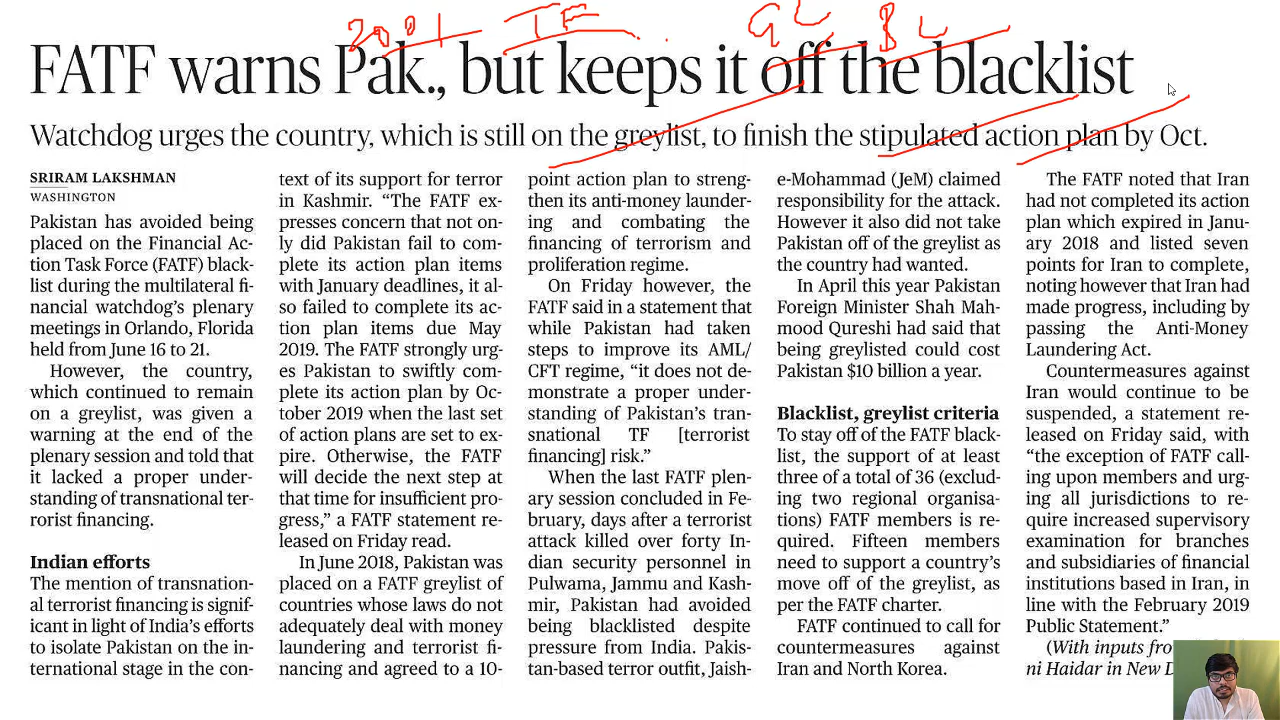 2001 TF GL BL
FATF warns Pak., but keeps it off the blacklist
Watchdog urges the country, which is still on the greylist, to finish the stipulated action plan by Oct.
SRIRAM LAKSHMAN
WASHINGTON
Pakistan has avoided being
placed on the Financial Ac-
tion Task Force (FATF) black-
list during the multilateral fi-
nancial watchdog's plenary
meetings in Orlando, Florida
held from June 16 to 21.
However, the country,
which continued to remain
on a greylist, was given a
warning at the end of the
plenary session and told that
it lacked a proper under-
standing of transnational ter-
rorist financing.
Indian efforts
The mention of transnation-
al terrorist financing is signif-
icant in light of India's efforts
to isolate Pakistan on the in-
ternational stage in the con-
text of its support for terror
in Kashmir. “The FATF ex-
presses concern that not on-
ly did Pakistan fail to com-
plete its action plan items
with January deadlines, it al-
so failed to complete its ac-
tion plan items due May
2019. The FATF strongly urg-
es Pakistan to swiftly com-
plete its action plan by Oc-
tober 2019 when the last set
of action plans are set to ex-
pire. Otherwise, the FATF
will decide the next step at
that time for insufficient pro-
gress,” a FATF statement re-
leased on Friday read.
In June 2018, Pakistan was
placed on a FATF greylist of
countries whose laws do not
adequately deal with money
laundering and terrorist fi-
nancing and agreed to a 10-
point action plan to streng-
then its anti-money launder-
ing and combating the
financing of terrorism and
proliferation regime.
On Friday however, the
FATF said in a statement that
while Pakistan had taken
steps to improve its AML/
CFT regime, “it does not de-
monstrate a proper under-
standing of Pakistan's tran-
snational TF [terrorist
financing] risk.”
When the last FATF plen-
ary session concluded in Fe-
bruary, days after a terrorist
attack killed over forty In-
dian security personnel in
Pulwama, Jammu and Kash-
mir, Pakistan had avoided
being blacklisted despite
pressure from India. Pakis-
tan-based terror outfit, Jaish-
e-Mohammad (JeM) claimed
responsibility for the attack.
However it also did not take
Pakistan off of the greylist as
the country had wanted.
In April this year Pakistan
Foreign Minister Shah Mah-
mood Qureshi had said that
being greylisted could cost
Pakistan $10 billion a year.
Blacklist, greylist criteria
To stay off of the FATF black-
list, the support of at least
three of a total of 36 (exclud-
ing two regional organisa-
tions) FATF members is re-
quired. Fifteen members
need to support a country's
move off of the greylist, as
per the FATF charter.
FATF continued to call for
countermeasures against
Iran and North Korea.
The FATF noted that Iran
had not completed its action
plan which expired in Janu-
ary 2018 and listed seven
points for Iran to complete,
noting however that Iran had
made progress, including by
passing the Anti-Money
Laundering Act.
Countermeasures against
Iran would continue to be
suspended, a statement re-
leased on Friday said, with
“the exception of FATF call-
ing upon members and urg-
ing all jurisdictions to re-
quire increased supervisory
examination for branches
and subsidiaries of financial
institutions based in Iran, in
line with the February 2019
Public Statement.”
(With inputs
ni Haidar in New